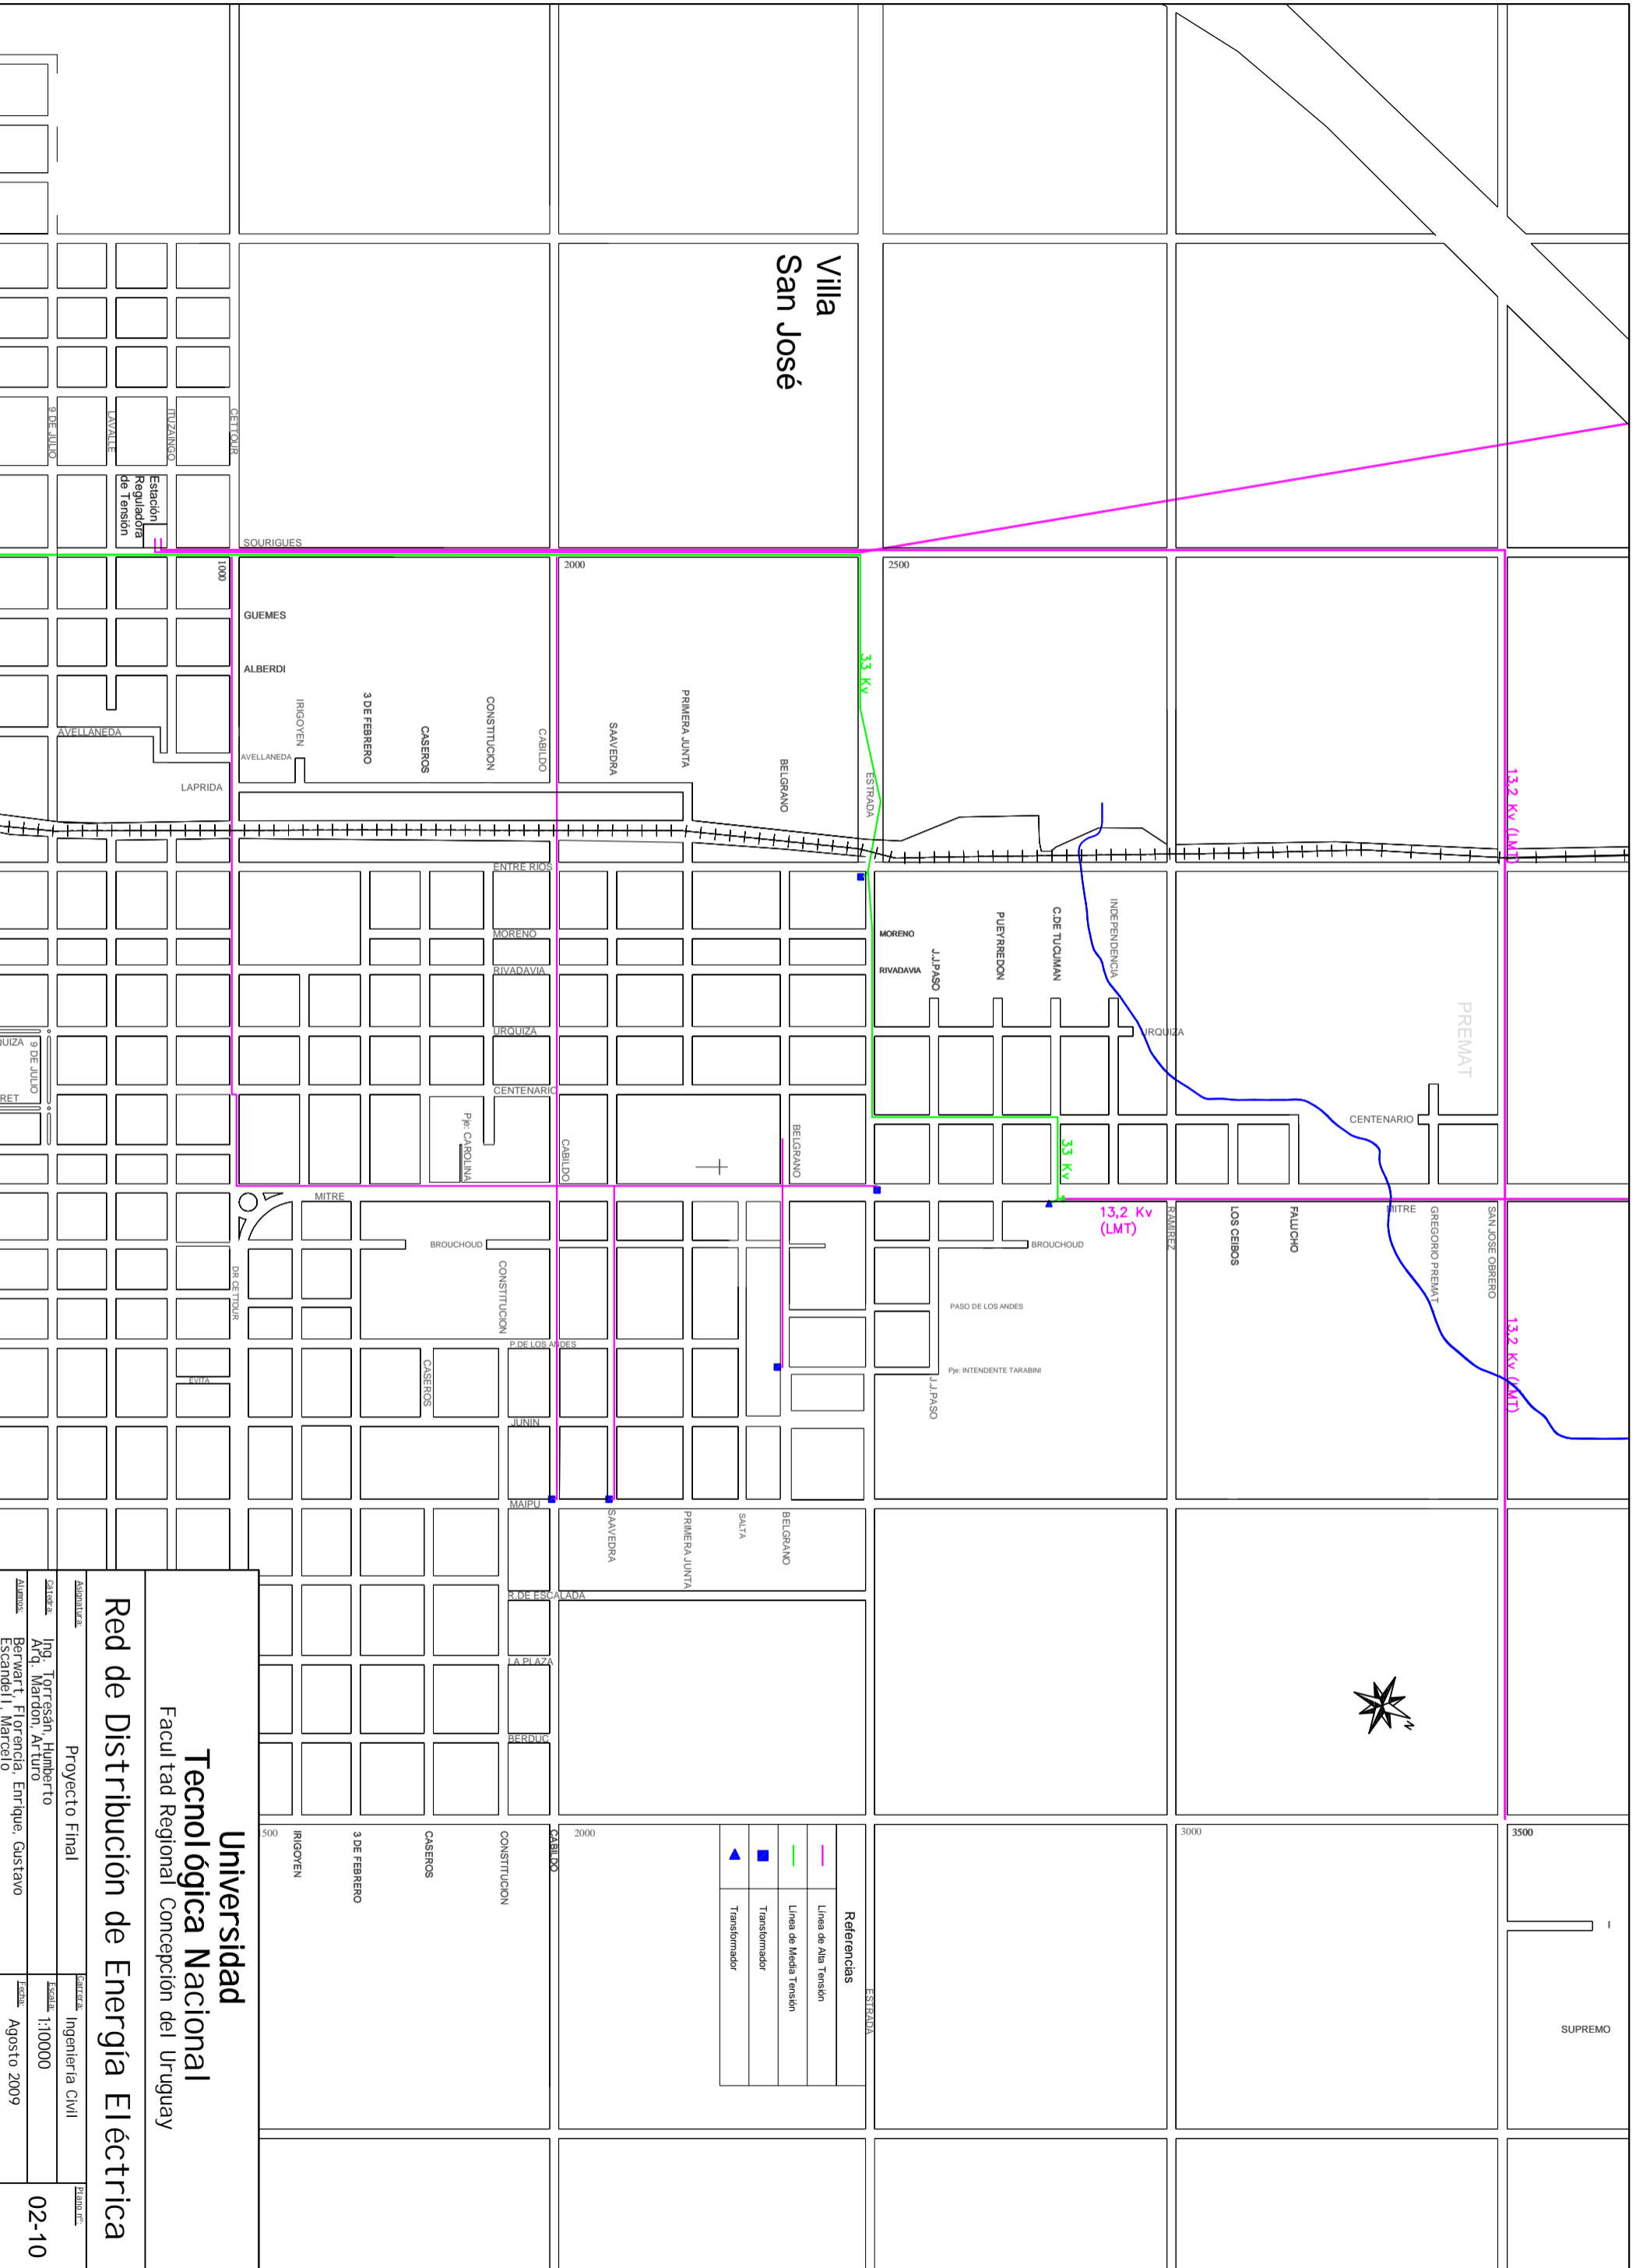 Villa
San José
PREMAT
SUPREMO
9 DE JULIO
LAVALLE
ITUZAINGO
CETTOUR
Estación
Reguladora
de Tensión
SOURIGUES
1000
2000
2500
GUEMES
ALBERDI
IRIGOYEN
3 DE FEBRERO
CASEROS
CONSTITUCION
CABILDO
SAAVEDRA
PRIMERA JUNTA
BELGRANO
ESTRADA
33 Kv
13,2 Kv (LMT)
AVELLANEDA
AVELLANEDA
LAPRIDA
ENTRE RIOS
MORENO
RIVADAVIA
URQUIZA
CENTENARIO
MORENO
RIVADAVIA
J.J.PASO
PUEYRREDON
C.DE TUCUMAN
INDEPENDENCIA
URQUIZA
CENTENARIO
QUIZA
9 DE JULIO
RET
Pje: CAROLINA
CABILDO
BELGRANO
33 Kv
13,2 Kv
(LMT)
MITRE
MITRE
RAMIREZ
LOS CEIBOS
FALUCHO
GREGORIO PREMAT
SAN JOSE OBRERO
BROUCHOUD
BROUCHOUD
DR CETTOUR
CONSTITUCION
PASO DE LOS ANDES
P.DE LOS ANDES
Pje: INTENDENTE TARABINI
J.J.PASO
EVITA
CASEROS
JUNIN
13,2 Kv (LMT)
MAIPU
SAAVEDRA
PRIMERA JUNTA
SALTA
BELGRANO
R.DE ESCALADA
LA PLAZA
BERDUC
N
1500
IRIGOYEN
3 DE FEBRERO
CASEROS
CONSTITUCION
CABILDO
2000
3000
3500
ESTRADA
Referencias
Línea de Alta Tensión
Línea de Media Tensión
Transformador
Transformador
Universidad
Tecnológica Nacional
Facultad Regional Concepción del Uruguay
Red de Distribución de Energía Eléctrica
Asignatura: Proyecto Final
Carrera: Ingeniería Civil
Plano nº:
Cátedra: Ing. Torresán, Humberto
Arq. Mardon, Arturo
Escala: 1:10000
02-10
Alumnos: Berwart, Florencia, Enrique, Gustavo
Escandell, Marcelo
Fecha: Agosto 2009